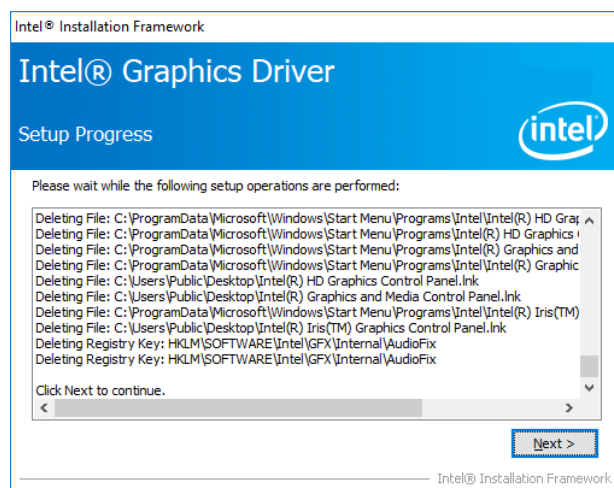 Intel® Installation Framework
Intel® Graphics Driver
Setup Progress
intel
Please wait while the following setup operations are performed:
Deleting File: C:\ProgramData\Microsoft\Windows\Start Menu\Programs\Intel\Intel(R) HD Grap
Deleting File: C:\ProgramData\Microsoft\Windows\Start Menu\Programs\Intel(R) HD Graphics
Deleting File: C:\ProgramData\Microsoft\Windows\Start Menu\Programs\Intel(R) Graphics and
Deleting File: C:\ProgramData\Microsoft\Windows\Start Menu\Programs\Intel\Intel(R) Graphic
Deleting File: C:\Users\Public\Desktop\Intel(R) HD Graphics Control Panel.lnk
Deleting File: C:\Users\Public\Desktop\Intel(R) Graphics and Media Control Panel.lnk
Deleting File: C:\ProgramData\Microsoft\Windows\Start Menu\Programs\Intel\Intel(R) Iris(TM)
Deleting File: C:\Users\Public\Desktop\Intel(R) Iris(TM) Graphics Control Panel.lnk
Deleting Registry Key: HKLM\SOFTWARE\Intel\GFX\Internal\AudioFix
Deleting Registry Key: HKLM\SOFTWARE\Intel\GFX\Internal\AudioFix
Click Next to continue.
Next >
Intel® Installation Framework